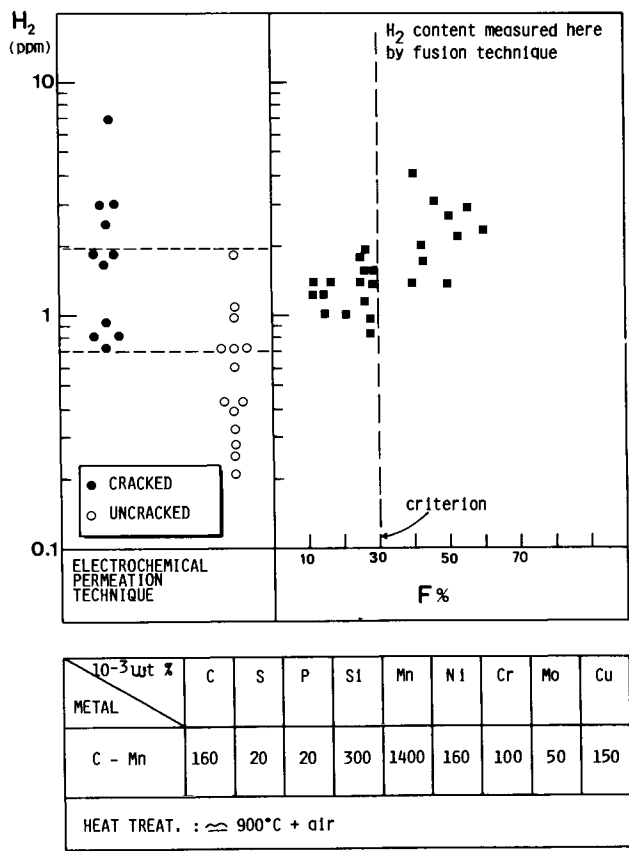 H2
(ppm)
10
1
0.1
H2 content measured here
by fusion technique
● CRACKED
○ UNCRACKED
criterion
10 30 50 70
F%
ELECTROCHEMICAL
PERMEATION
TECHNIQUE
10-3 wt % C S P Si Mn Ni Cr Mo Cu
METAL
C - Mn 160 20 20 300 1400 160 100 50 150
HEAT TREAT. : ≃ 900°C + air